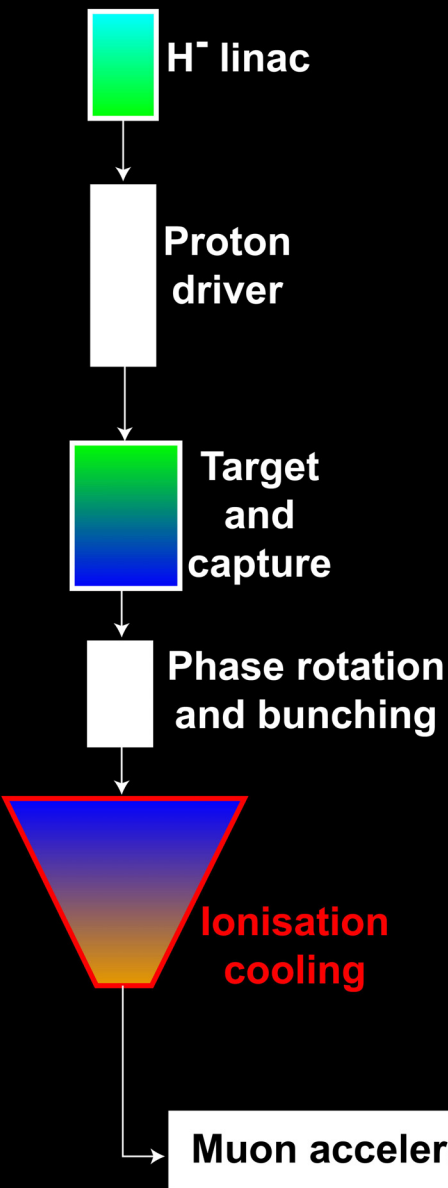 H⁻ linac
Proton
driver
Target
and
capture
Phase rotation
and bunching
Ionisation
cooling
Muon acceler